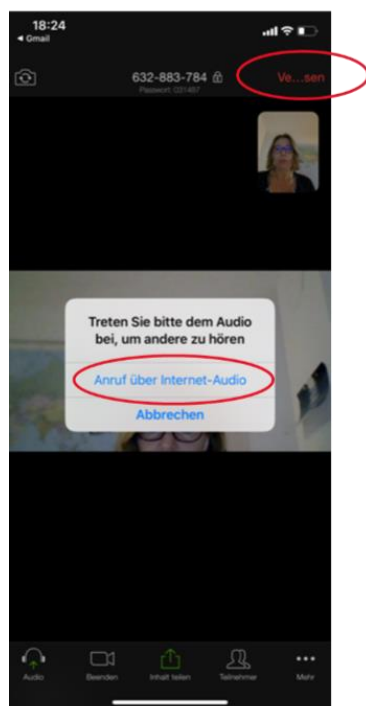 18:24
◄ Gmail
632-883-784
Ve...sen
Passwort: 021497
Treten Sie bitte dem Audio
bei, um andere zu hören
Anruf über Internet-Audio
Abbrechen
Audio
Beenden
Inhalt teilen
Teilnehmer
Mehr